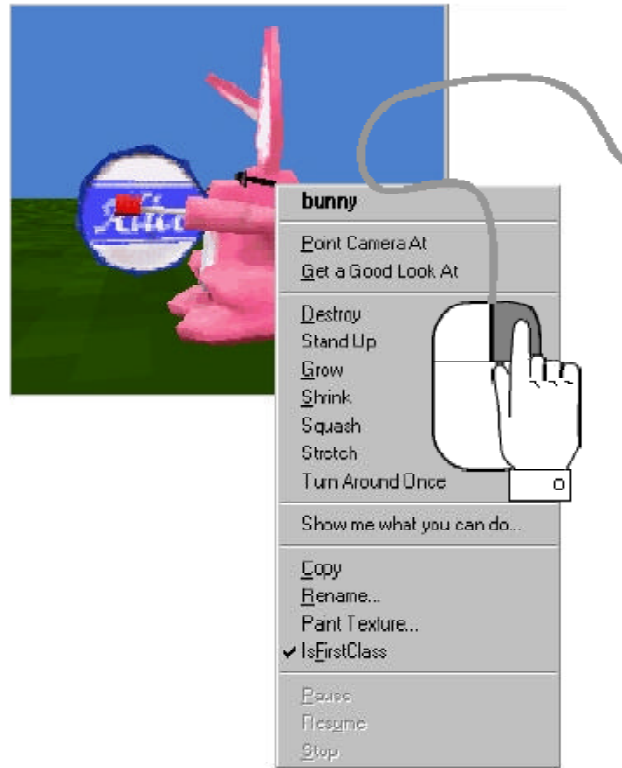 bunny
Point Camera At
Get a Good Look At
Destroy
Stand Up
Grow
Shrink
Squash
Stretch
Turn Around Once
Show me what you can do...
Copy
Rename...
Paint Texture...
IsFirstClass
Pause
Resume
Stop